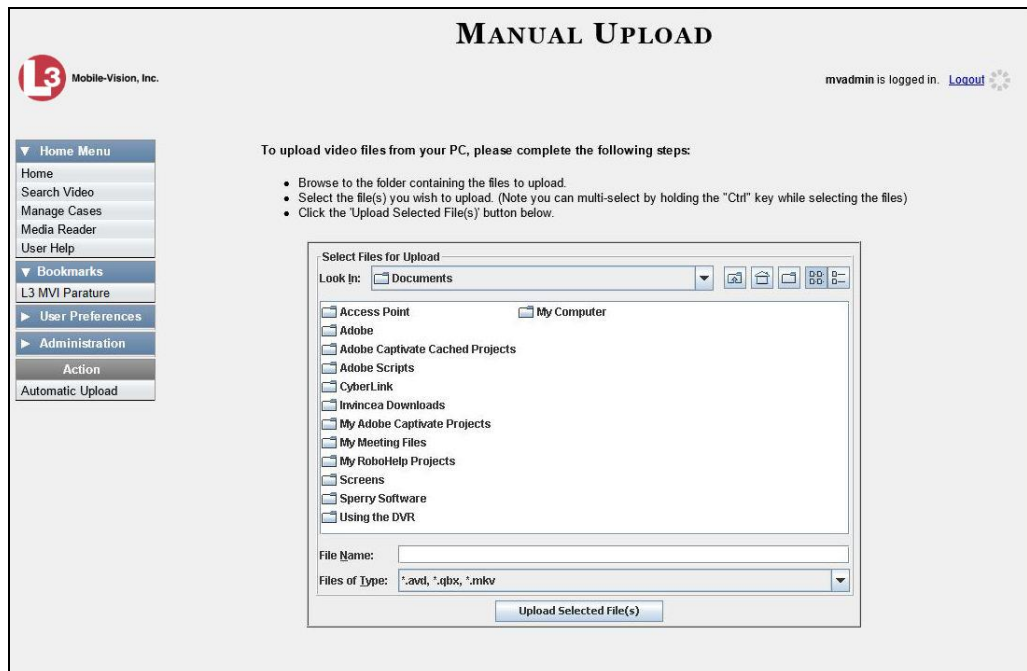 MANUAL UPLOAD
L3 Mobile-Vision, Inc.
mvadmin is logged in. Logout
▼ Home Menu
Home
Search Video
Manage Cases
Media Reader
User Help
▼ Bookmarks
L3 MVI Parature
▶ User Preferences
▶ Administration
Action
Automatic Upload
To upload video files from your PC, please complete the following steps:
• Browse to the folder containing the files to upload.
• Select the file(s) you wish to upload. (Note you can multi-select by holding the "Ctrl" key while selecting the files)
• Click the 'Upload Selected File(s)' button below.
Select Files for Upload
Look In: Documents
Access Point
Adobe
Adobe Captivate Cached Projects
Adobe Scripts
CyberLink
Invincea Downloads
My Adobe Captivate Projects
My Meeting Files
My RoboHelp Projects
Screens
Sperry Software
Using the DVR
My Computer
File Name:
Files of Type: *.avd, *.qbx, *.mkv
Upload Selected File(s)